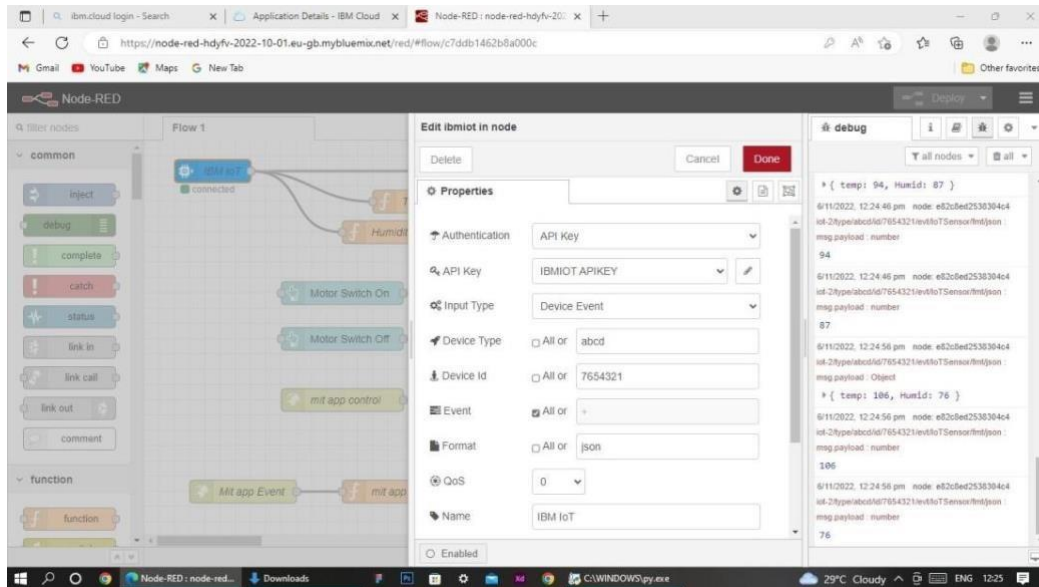 ibm.cloud login - Search
Application Details - IBM Cloud
Node-RED : node-red-hdyfv-202
https://node-red-hdyfv-2022-10-01.eu-gb.mybluemix.net/red/#flow/c7ddb1462b8a000c
Gmail YouTube Maps New Tab Other favorites
Node-RED Deploy
filter nodes
Flow 1
Edit ibmiot in node
debug
Delete Cancel Done
all nodes all
common
inject
debug
complete
catch
status
link in
link call
link out
comment
function
function
IBM IoT
connected
T
Humidit
Motor Switch On
Motor Switch Off
mit app control
Mit app Event
mit app
Properties
Authentication API Key
API Key IBMIOT APIKEY
Input Type Device Event
Device Type All or abcd
Device Id All or 7654321
Event All or +
Format All or json
QoS 0
Name IBM IoT
Enabled
{ temp: 94, Humid: 87 }
6/11/2022, 12:24:46 pm node: e82c8ed2538304c4
iot-2/type/abcd/id/7654321/evt/IoTSensor/fmt/json :
msg.payload : number
94
6/11/2022, 12:24:46 pm node: e82c8ed2538304c4
iot-2/type/abcd/id/7654321/evt/IoTSensor/fmt/json :
msg.payload : number
87
6/11/2022, 12:24:56 pm node: e82c8ed2538304c4
iot-2/type/abcd/id/7654321/evt/IoTSensor/fmt/json :
msg.payload : Object
{ temp: 106, Humid: 76 }
6/11/2022, 12:24:56 pm node: e82c8ed2538304c4
iot-2/type/abcd/id/7654321/evt/IoTSensor/fmt/json :
msg.payload : number
106
6/11/2022, 12:24:56 pm node: e82c8ed2538304c4
iot-2/type/abcd/id/7654321/evt/IoTSensor/fmt/json :
msg.payload : number
76
Node-RED : node-red... Downloads C:\WINDOWS\py.exe 29°C Cloudy ENG 12:25